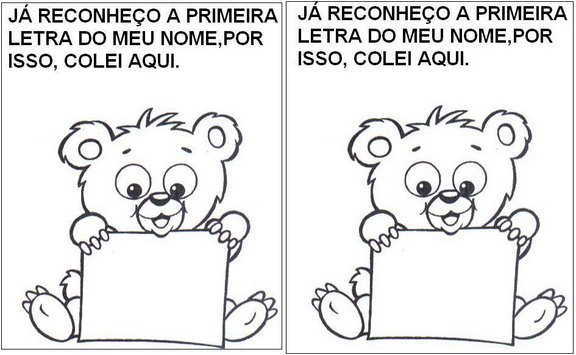 JÁ RECONHEÇO A PRIMEIRA
LETRA DO MEU NOME,POR
ISSO, COLEI AQUI.
JÁ RECONHEÇO A PRIMEIRA
LETRA DO MEU NOME,POR
ISSO, COLEI AQUI.